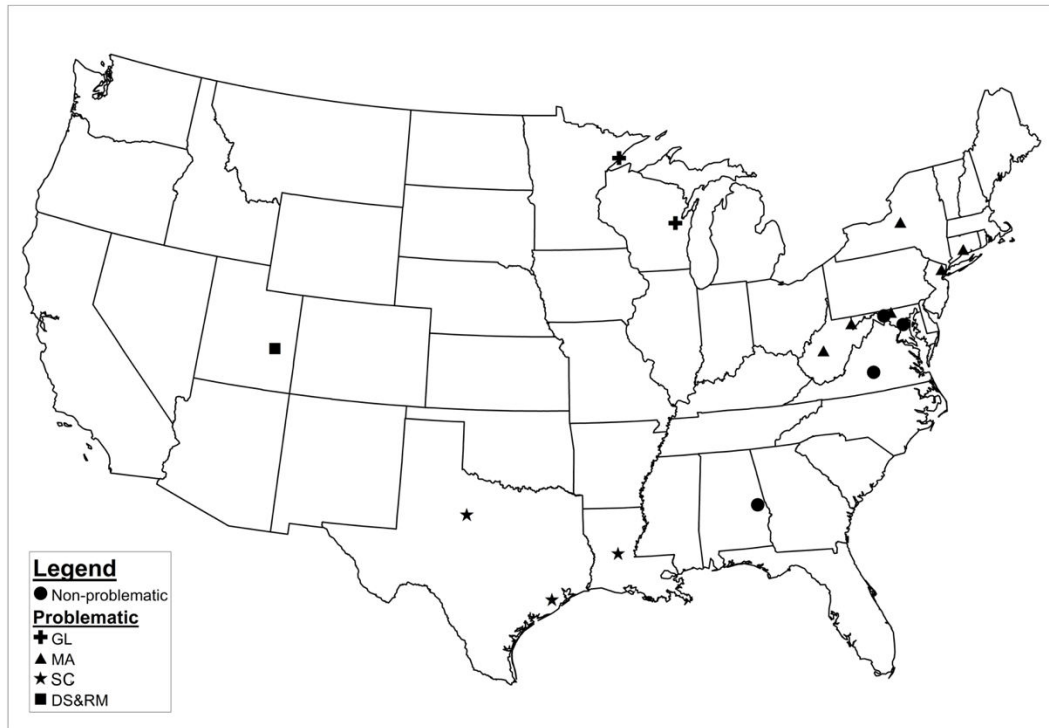 Legend
Non-problematic
Problematic
GL
MA
SC
DS&RM